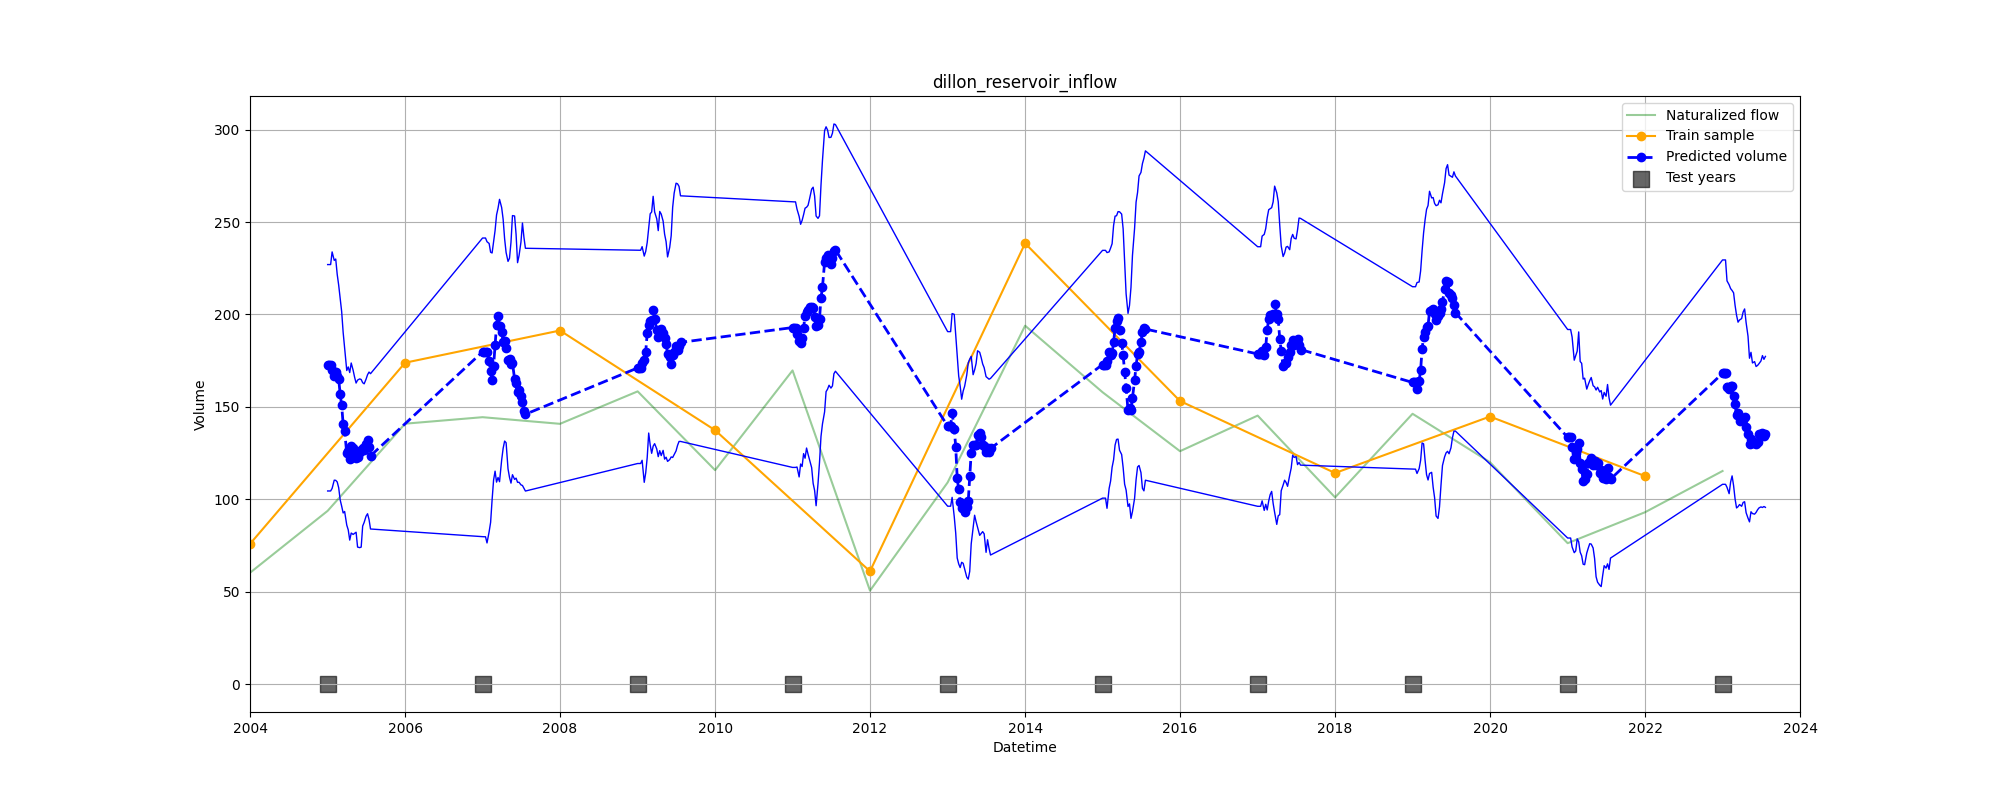 dillon_reservoir_inflow
Volume
300
250
200
150
100
50
0
Naturalized flow
Train sample
Predicted volume
Test years
2004 2006 2008 2010 2012 2014 2016 2018 2020 2022 2024
Datetime